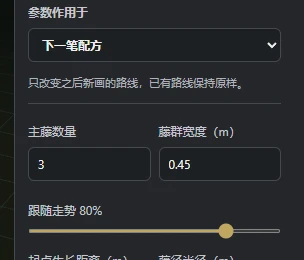 参数作用于
下一笔配方
只改变之后新画的路线，已有路线保持原样。
主藤数量 藤群宽度（m）
3 0.45
跟随走势 80%